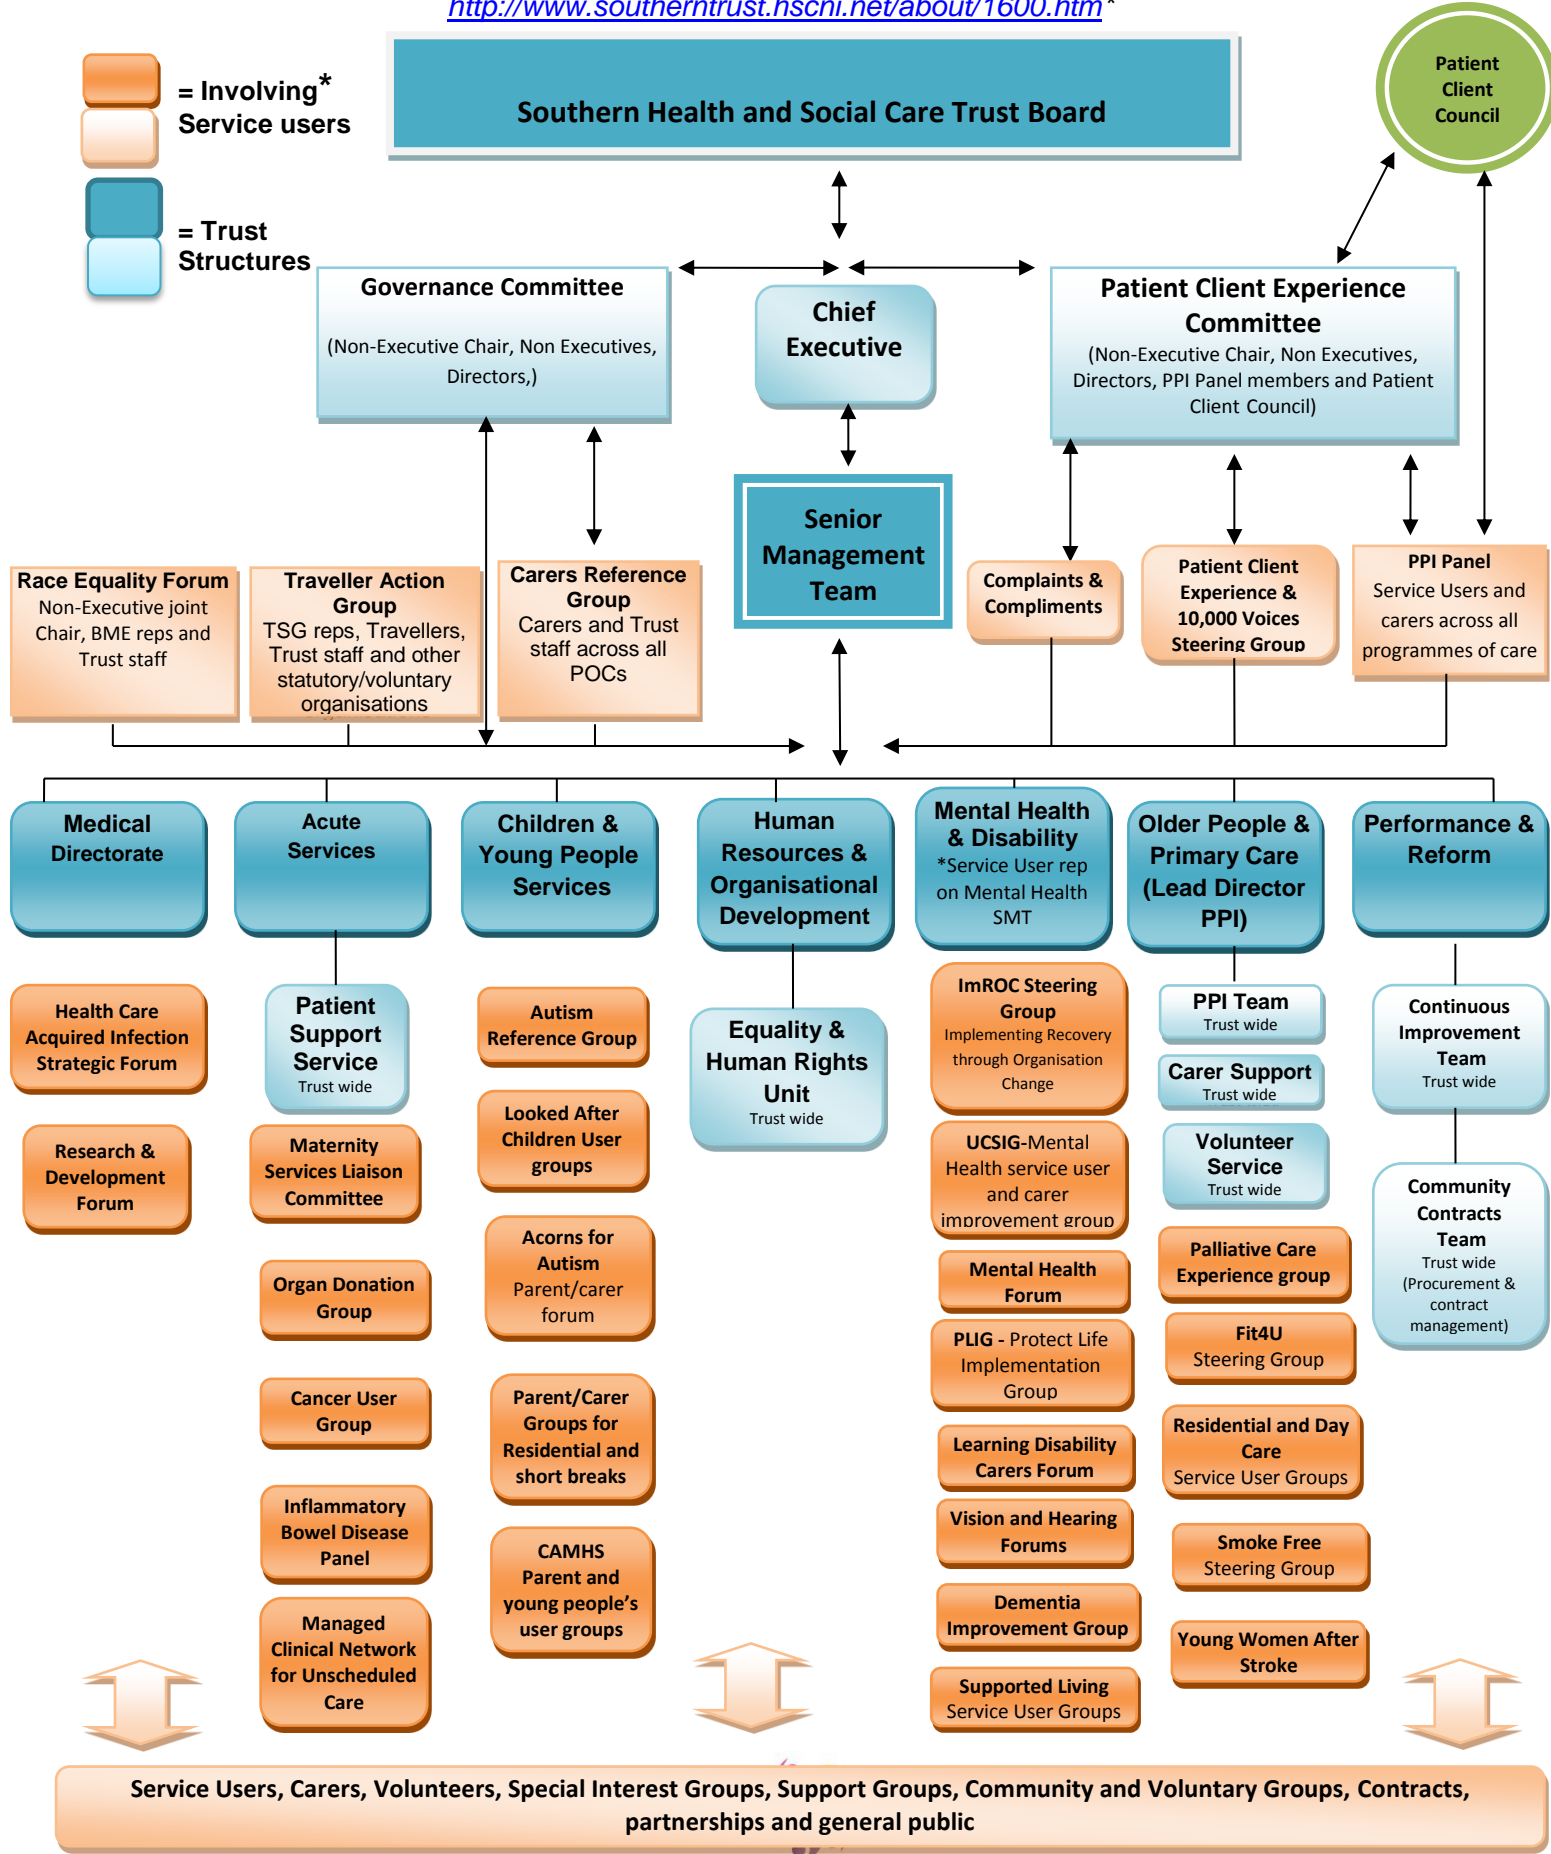 http://www.southerntrust.hscni.net/about/1600.htm*
= Involving*
Service users
= Trust
Structures
Southern Health and Social Care Trust Board
Patient
Client
Council
Governance Committee
(Non-Executive Chair, Non Executives,
Directors,)
Chief
Executive
Patient Client Experience
Committee
(Non-Executive Chair, Non Executives,
Directors, PPI Panel members and Patient
Client Council)
Senior
Management
Team
Race Equality Forum
Non-Executive joint
Chair, BME reps and
Trust staff
Traveller Action
Group
TSG reps, Travellers,
Trust staff and other
statutory/voluntary
organisations
Carers Reference
Group
Carers and Trust
staff across all
POCs
Complaints &
Compliments
Patient Client
Experience &
10,000 Voices
Steering Group
PPI Panel
Service Users and
carers across all
programmes of care
Medical
Directorate
Acute
Services
Children &
Young People
Services
Human
Resources &
Organisational
Development
Mental Health
& Disability
*Service User rep
on Mental Health
SMT
Older People &
Primary Care
(Lead Director
PPI)
Performance &
Reform
Health Care
Acquired Infection
Strategic Forum
Research &
Development
Forum
Patient
Support
Service
Trust wide
Maternity
Services Liaison
Committee
Organ Donation
Group
Cancer User
Group
Inflammatory
Bowel Disease
Panel
Managed
Clinical Network
for Unscheduled
Care
Autism
Reference Group
Looked After
Children User
groups
Acorns for
Autism
Parent/carer
forum
Parent/Carer
Groups for
Residential and
short breaks
CAMHS
Parent and
young people’s
user groups
Equality &
Human Rights
Unit
Trust wide
ImROC Steering
Group
Implementing Recovery
through Organisation
Change
UCSIG-Mental
Health service user
and carer
improvement group
Mental Health
Forum
PLIG - Protect Life
Implementation
Group
Learning Disability
Carers Forum
Vision and Hearing
Forums
Dementia
Improvement Group
Supported Living
Service User Groups
PPI Team
Trust wide
Carer Support
Trust wide
Volunteer
Service
Trust wide
Palliative Care
Experience group
Fit4U
Steering Group
Residential and Day
Care
Service User Groups
Smoke Free
Steering Group
Young Women After
Stroke
Continuous
Improvement
Team
Trust wide
Community
Contracts
Team
Trust wide
(Procurement &
contract
management)
Service Users, Carers, Volunteers, Special Interest Groups, Support Groups, Community and Voluntary Groups, Contracts,
partnerships and general public